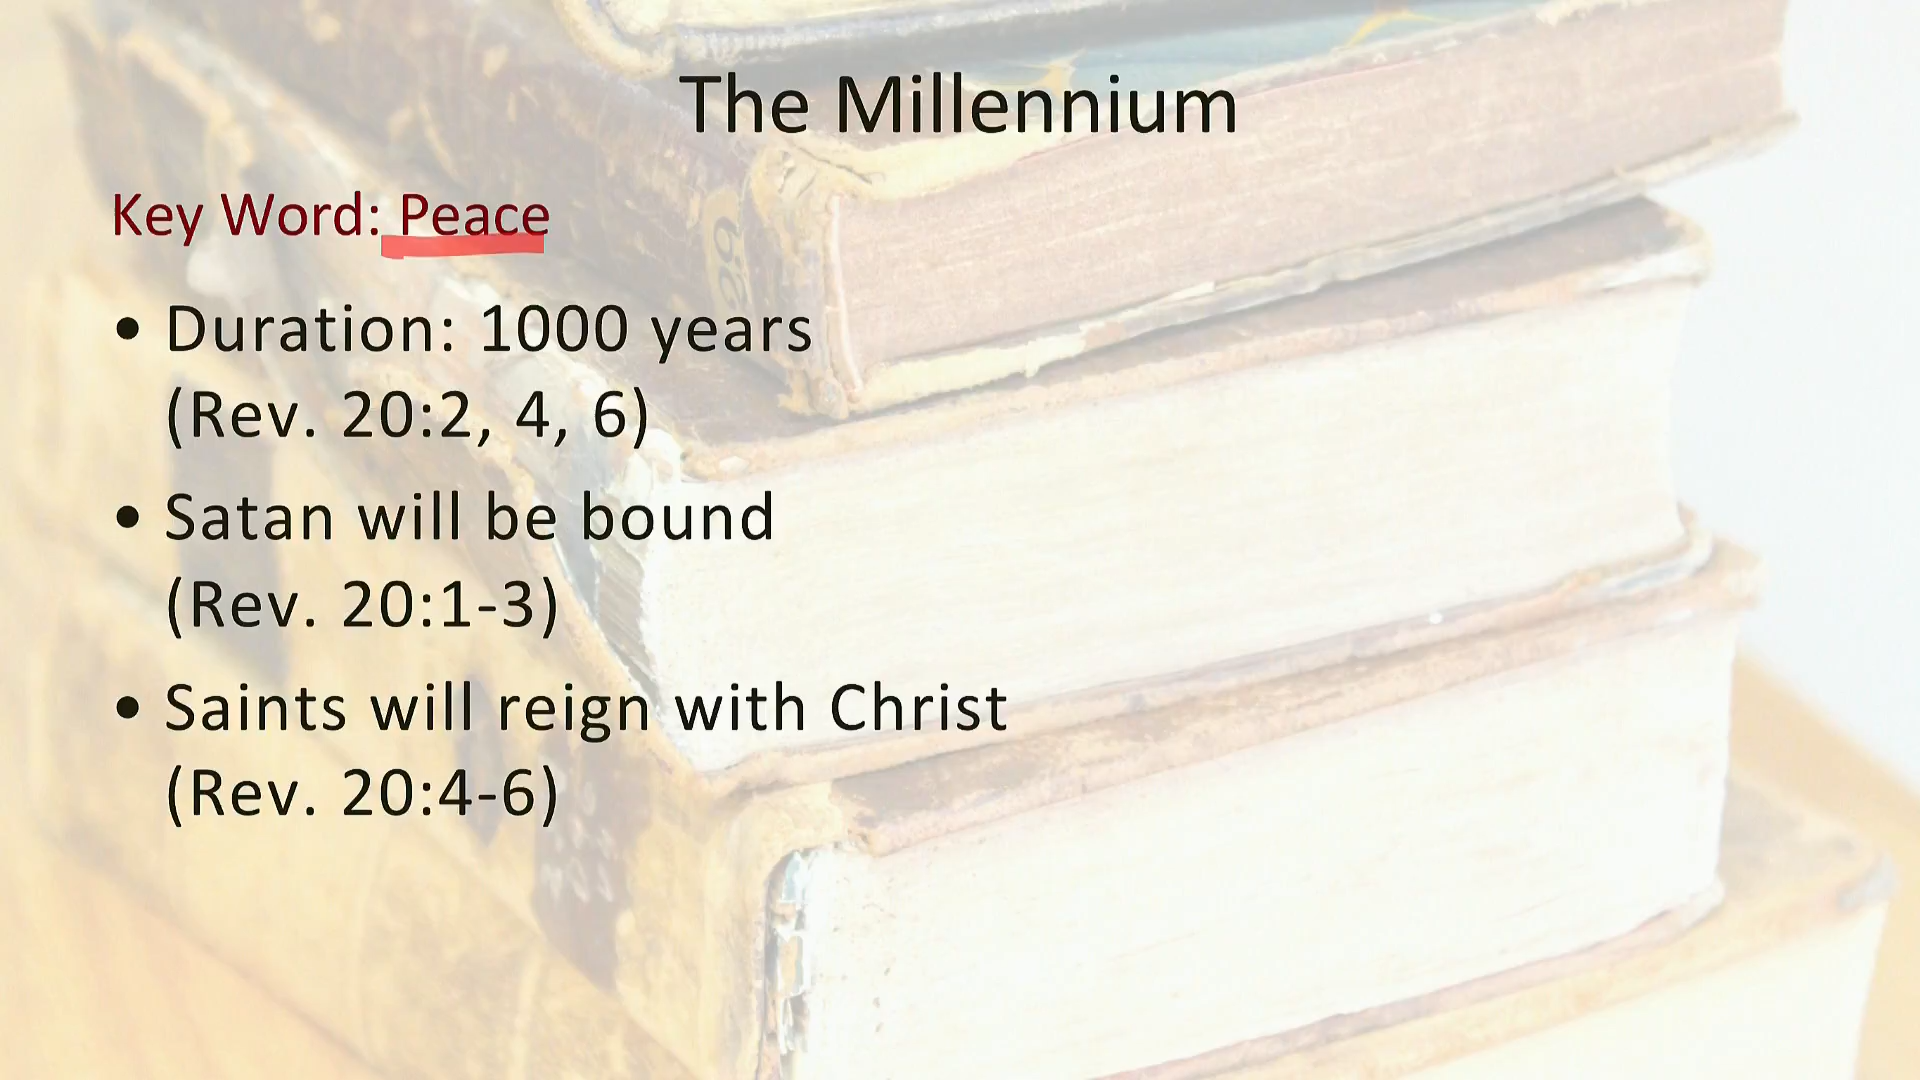 The Millennium
Key Word: Peace
• Duration: 1000 years
(Rev. 20:2, 4, 6)
• Satan will be bound
(Rev. 20:1-3)
• Saints will reign with Christ
(Rev. 20:4-6)